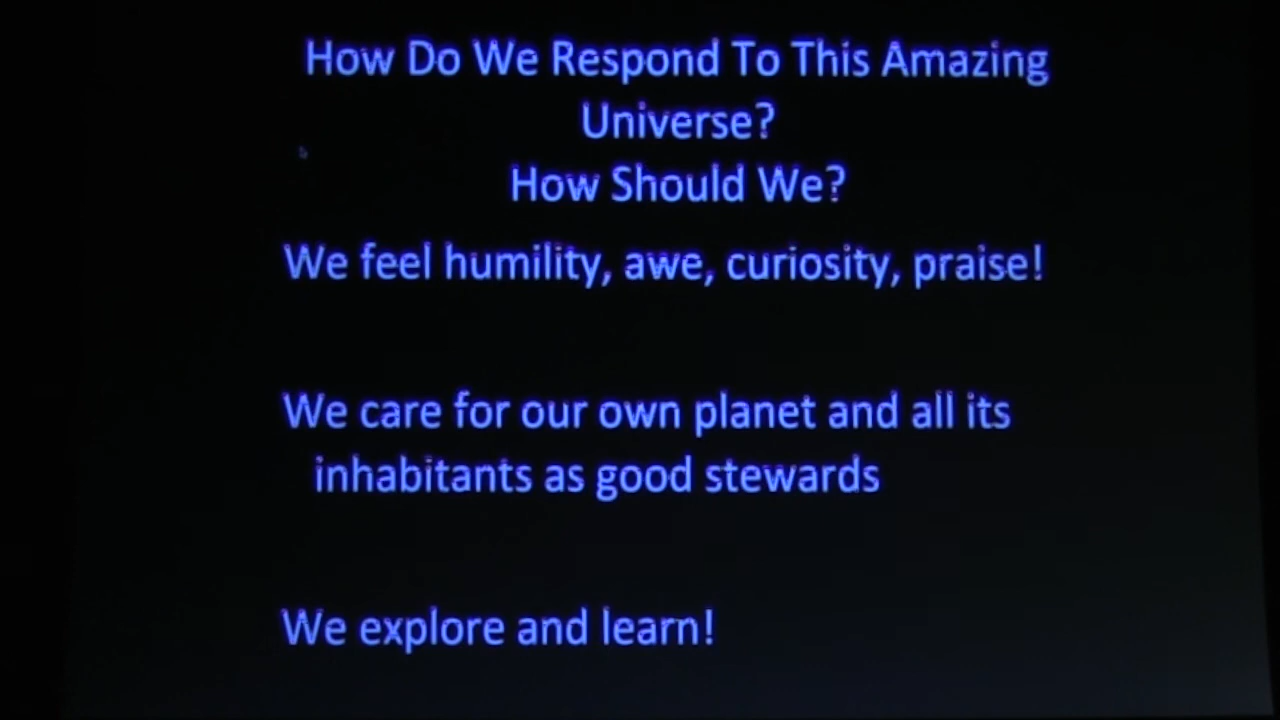 How Do We Respond To This Amazing
Universe?
How Should We?
We feel humility, awe, curiosity, praise!
We care for our own planet and all its
inhabitants as good stewards
We explore and learn!